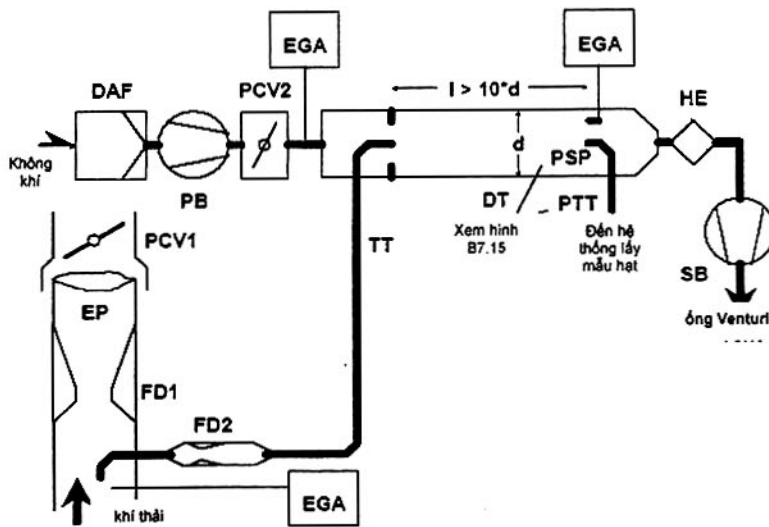 EGA
EGA
l > 10*d
DAF
PCV2
HE
Không
khí
d
PSP
PB
DT
PTT
TT
Xem hình
B7.15
Đến hệ
thống lấy
mẫu hạt
SB
PCV1
EP
ống Venturi
FD1
FD2
EGA
khí thải